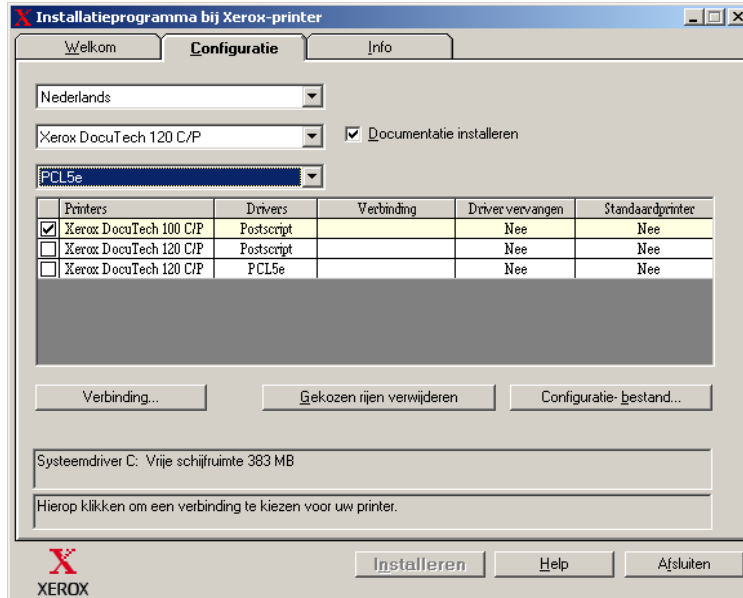 Installatieprogramma bij Xerox-printer
Welkom Configuratie Info
Nederlands
Xerox DocuTech 120 C/P Documentatie installeren
PCL5e
Printers Drivers Verbinding Driver vervangen Standaardprinter
Xerox DocuTech 100 C/P Postscript Nee Nee
Xerox DocuTech 120 C/P Postscript Nee Nee
Xerox DocuTech 120 C/P PCL5e Nee Nee
Verbinding... Gekozen rijen verwijderen Configuratie- bestand...
Systeemdriver C: Vrije schijfruimte 383 MB
Hierop klikken om een verbinding te kiezen voor uw printer.
X
XEROX
Installeren Help Afsluiten